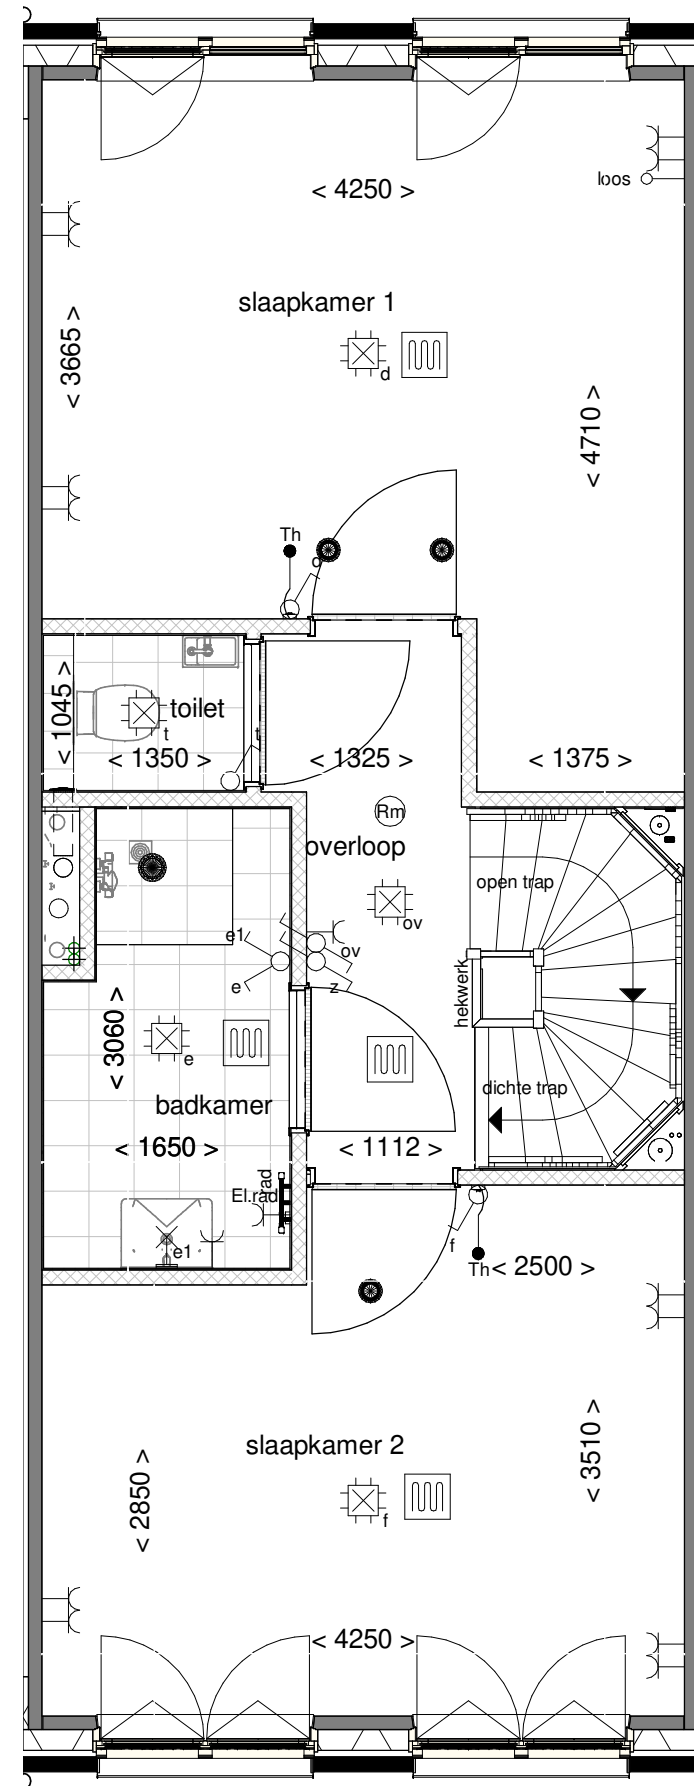 loos
< 4250 >
slaapkamer 1
< 3665 >
d
< 4710 >
Th
toilet
t
< 1045 >
t
< 1350 >
< 1325 >
< 1375 >
Rm
overloop
open trap
ov
e1
ov
e
z
hekwerk
< 3060 >
e
dichte trap
badkamer
< 1650 >
< 1112 >
rad
El.rad
e1
f
Th
< 2500 >
slaapkamer 2
< 3510 >
< 2850 >
f
< 4250 >